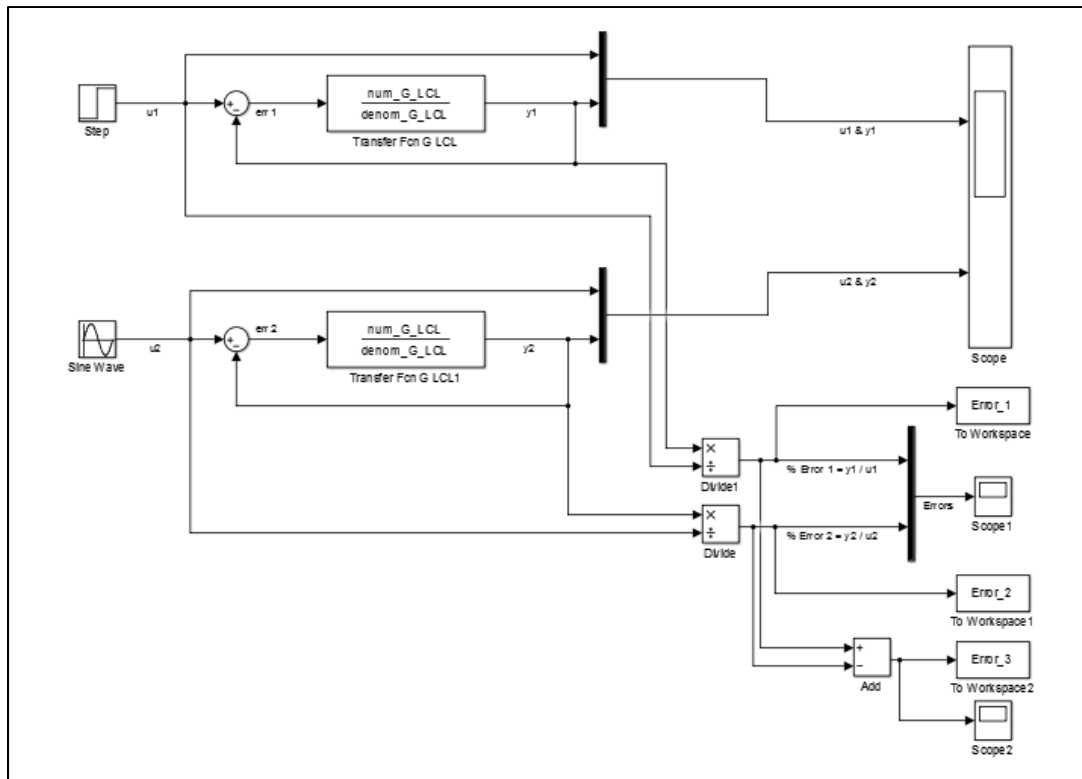 Step
u1
+
−
err 1
num_G_LCL
denom_G_LCL
Transfer Fcn G LCL
y1
u1 & y1
Sine Wave
u2
+
−
err 2
num_G_LCL
denom_G_LCL
Transfer Fcn G LCL1
y2
u2 & y2
Scope
×
÷
Divide1
% Error 1 = y1 / u1
Error_1
To Workspace
×
÷
Divide
% Error 2 = y2 / u2
Errors
Scope1
Error_2
To Workspace1
+
−
Add
Error_3
To Workspace2
Scope2